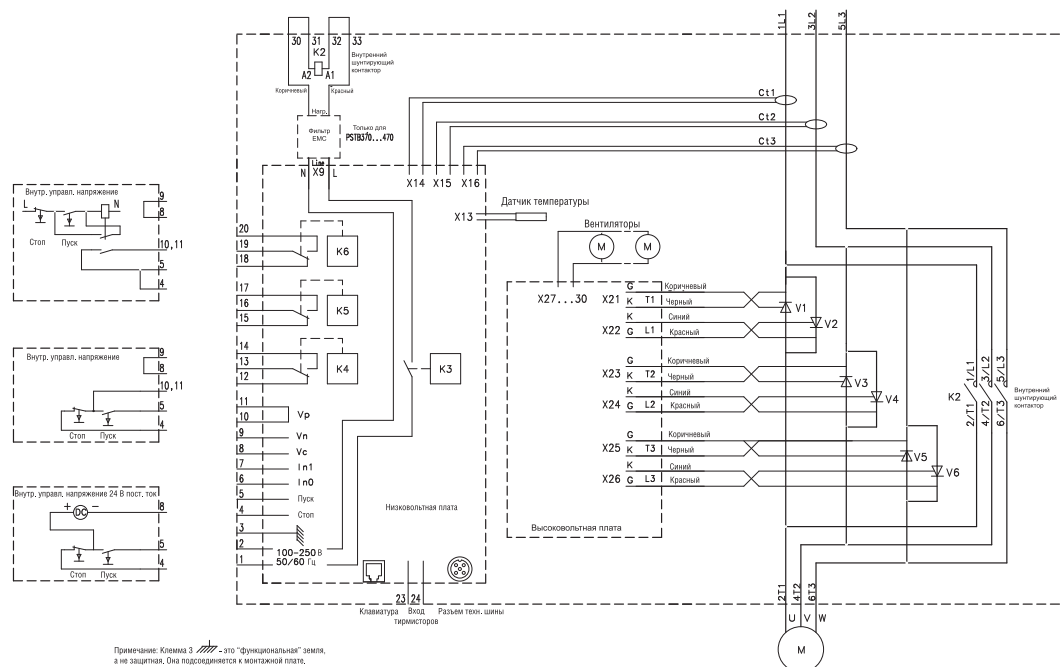 1L1
3L2
5L3
30 31 32 33
K2
A2 A1
Внутренний
шунтирующий
контактор
Коричневый
Красный
Нагр.
Фильтр
EMC
Только для
PSTB370...470
X9
N L
Ct1
Ct2
Ct3
X14 X15 X16
X13
Датчик температуры
Вентиляторы
M M
X27...30
Внутр. управл. напряжение
L N
Стоп Пуск
9
8
10,11
5
4
Внутр. управл. напряжение
9
8
10,11
5
4
Стоп Пуск
Внутр. управл. напряжение 24 В пост. ток
+ DC −
8
5
4
Стоп Пуск
20
19
18
K6
17
16
15
K5
14
13
12
K4
K3
11
10
Vp
9 Vn
8 Vc
7 In1
6 In0
5 Пуск
4 Стоп
3
2
100-250 В
50/60 Гц
1
Низковольтная плата
23 24
Клавиатура
Вход
тирмисторов
Разъем техн. шины
X21
G Коричневый
K T1 Черный
V1
X22
K Синий
G L1 Красный
V2
X23
G Коричневый
K T2 Черный
V3
X24
K Синий
G L2 Красный
V4
X25
G Коричневый
K T3 Черный
V5
X26
K Синий
G L3 Красный
V6
Высоковольтная плата
K2
1/L1
3/L2
5/L3
2/T1
4/T2
6/T3
Внутренний
шунтирующий
контактор
2T1
4T2
6T3
U V W
M
Примечание: Клемма 3 - это "функциональная" земля,
а не защитная. Она подсоединяется к монтажной плате.